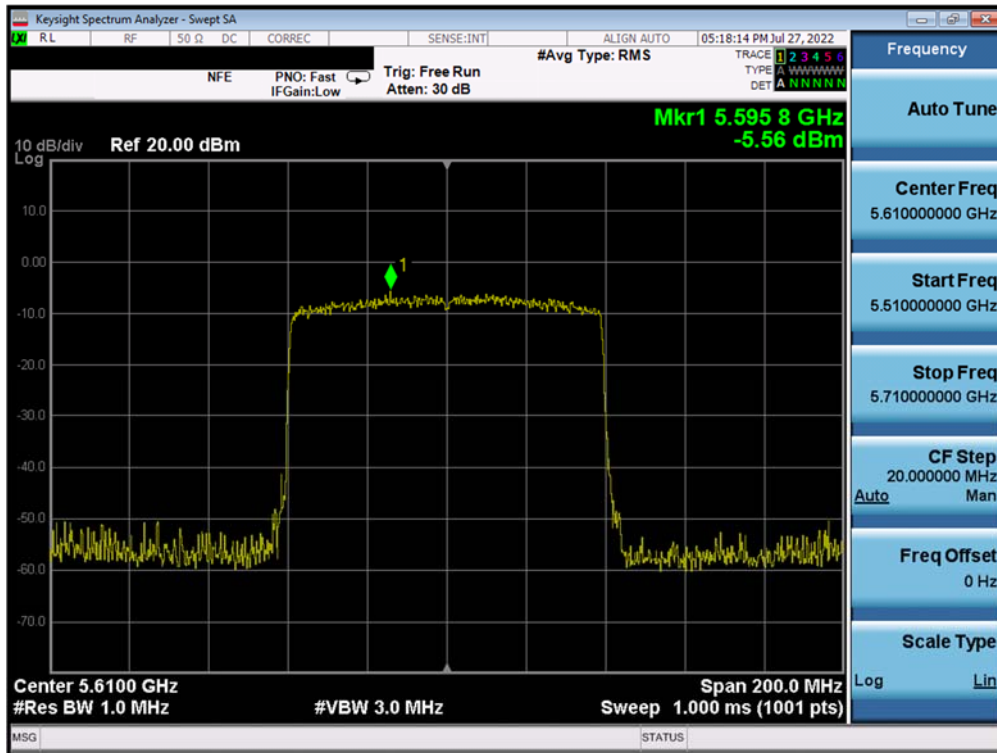 Keysight Spectrum Analyzer - Swept SA
LXI RL RF 50 Ω DC CORREC SENSE:INT ALIGN AUTO 05:18:14 PM Jul 27, 2022
NFE PNO: Fast Trig: Free Run #Avg Type: RMS TRACE 1 2 3 4 5 6
IFGain:Low Atten: 30 dB TYPE A WWWWW
DET A N N N N N
Mkr1 5.595 8 GHz
-5.56 dBm
10 dB/div Ref 20.00 dBm
Log
10.0
0.00
1
-10.0
-20.0
-30.0
-40.0
-50.0
-60.0
-70.0
Center 5.6100 GHz Span 200.0 MHz
#Res BW 1.0 MHz #VBW 3.0 MHz Sweep 1.000 ms (1001 pts)
MSG STATUS
Frequency
Auto Tune
Center Freq
5.610000000 GHz
Start Freq
5.510000000 GHz
Stop Freq
5.710000000 GHz
CF Step
20.000000 MHz
Auto Man
Freq Offset
0 Hz
Scale Type
Log Lin